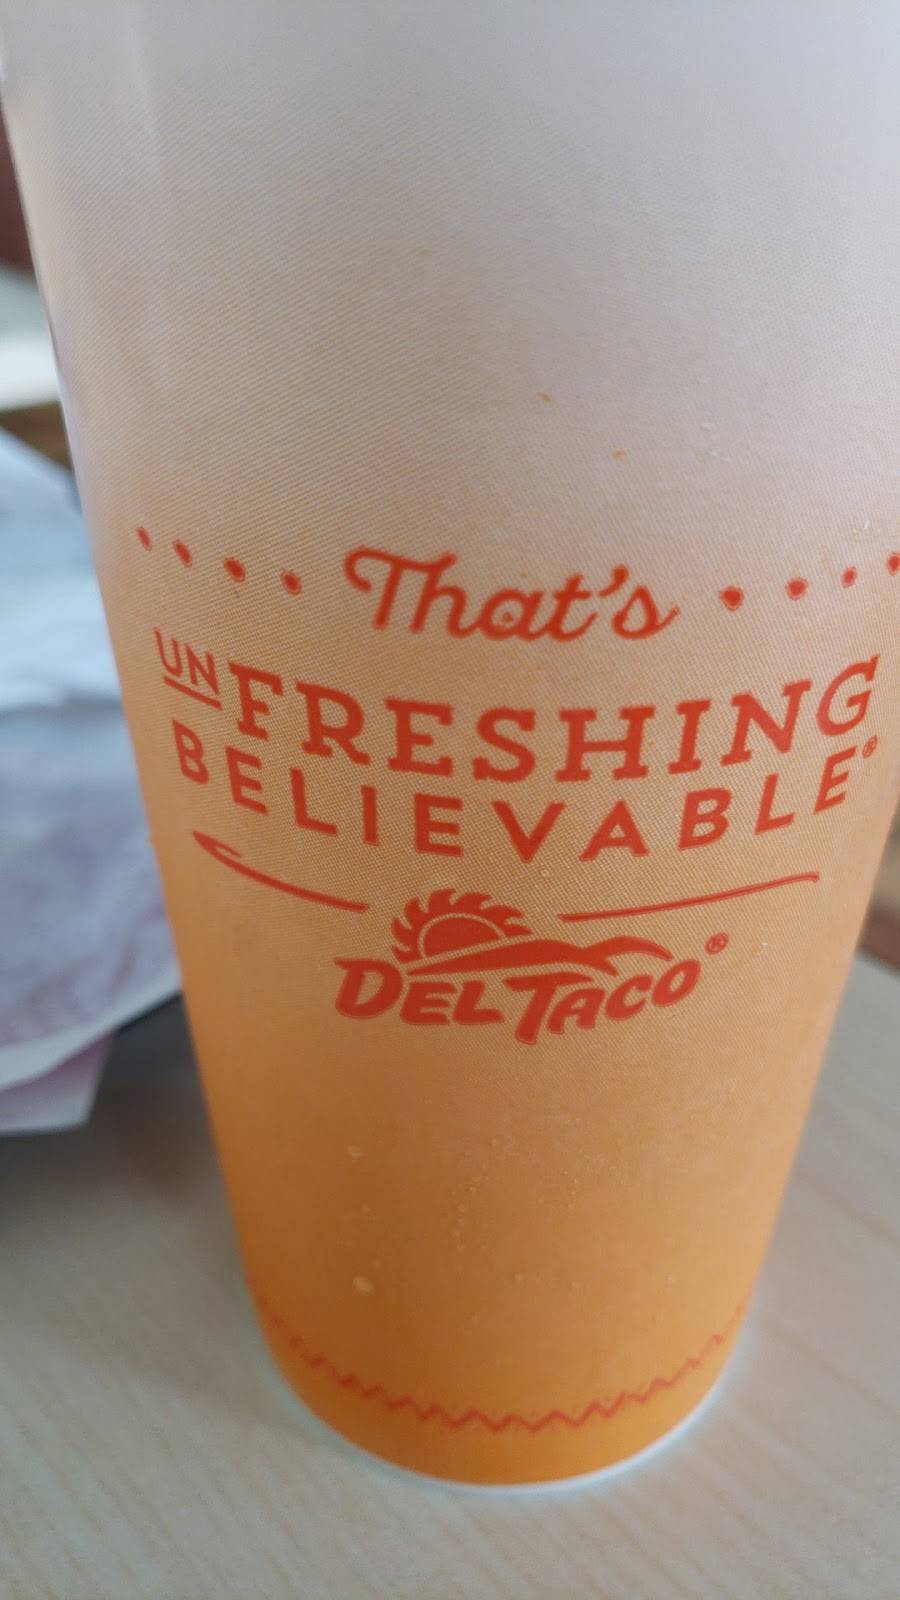 That's
UNFRESHING
BELIEVABLE®
DEL TACO®